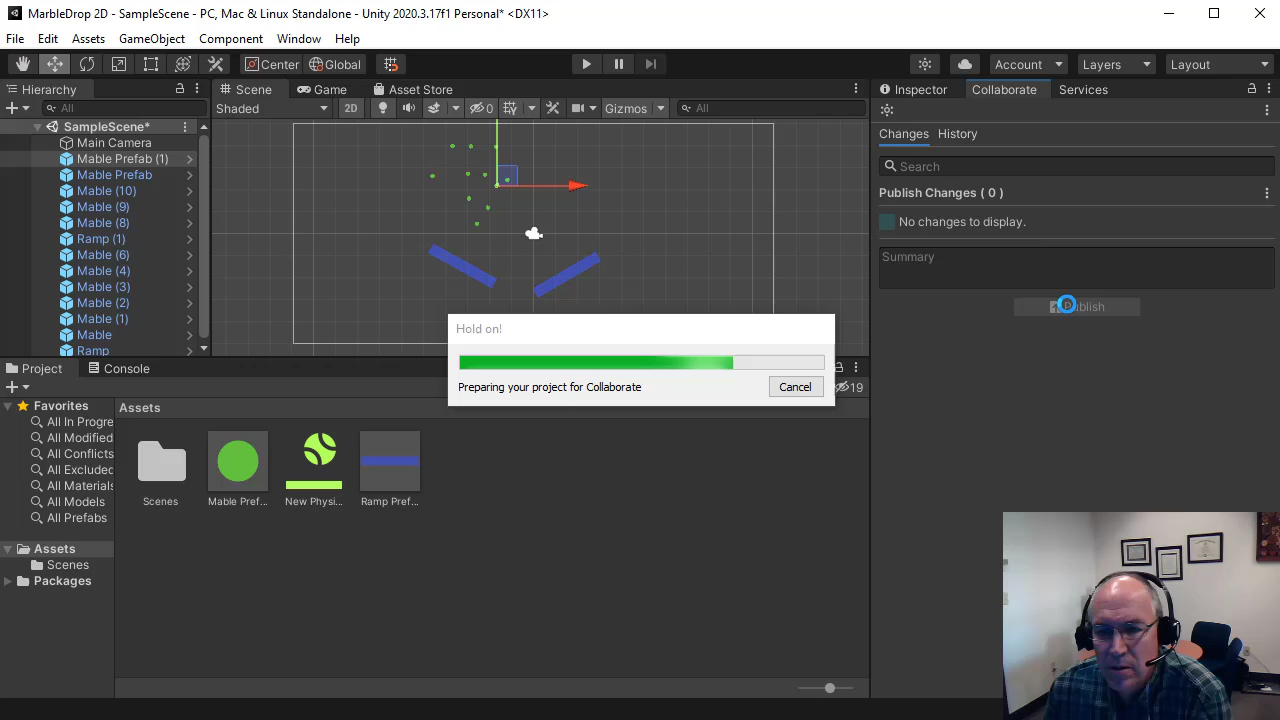 MarbleDrop 2D - SampleScene - PC, Mac & Linux Standalone - Unity 2020.3.17f1 Personal* <DX11>
File Edit Assets GameObject Component Window Help
Center Global Account Layers Layout
Hierarchy
All
SampleScene*
Main Camera
Mable Prefab (1)
Mable Prefab
Mable (10)
Mable (9)
Mable (8)
Ramp (1)
Mable (6)
Mable (4)
Mable (3)
Mable (2)
Mable (1)
Mable
Ramp
Scene Game Asset Store
Shaded 2D 0 Gizmos All
Inspector Collaborate Services
Changes History
Search
Publish Changes ( 0 )
No changes to display.
Summary
Publish
Hold on!
Preparing your project for Collaborate
Cancel
Project Console
19
Favorites
All In Progre
All Modified
All Conflicts
All Excluded
All Materials
All Models
All Prefabs
Assets
Scenes
Packages
Assets
Scenes Mable Pref... New Physi... Ramp Pref...